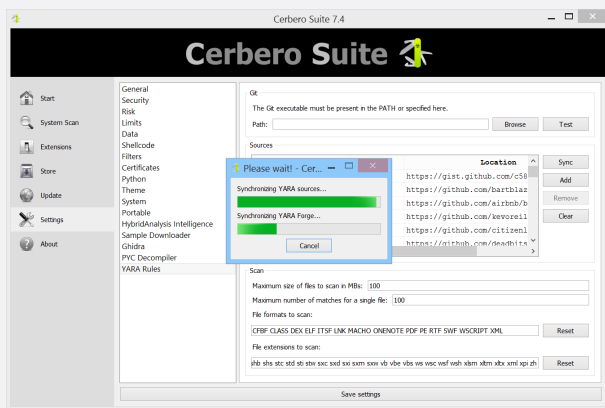 Cerbero Suite 7.4
Cerbero Suite
Start
System Scan
Extensions
Store
Update
Settings
About
General
Security
Risk
Limits
Data
Shellcode
Filters
Certificates
Python
Theme
System
Portable
HybridAnalysis Intelligence
Sample Downloader
Ghidra
PYC Decompiler
YARA Rules
Git
The Git executable must be present in the PATH or specified here.
Path:
Browse
Test
Sources
Location
https://gist.github.com/c58
https://github.com/bartblaz
https://github.com/airbnb/b
https://github.com/kevoreil
https://github.com/citizenl
https://github.com/deadbits
Sync
Add
Remove
Clear
Please wait! - Cer...
Synchronizing YARA sources...
Synchronizing YARA Forge...
Cancel
Scan
Maximum size of files to scan in MBs: 100
Maximum number of matches for a single file: 100
File formats to scan:
CFBF CLASS DEX ELF ITSF LNK MACHO ONENOTE PDF PE RTF SWF WSCRIPT XML
Reset
File extensions to scan:
shb shs stc std sti stw sxc sxd sxi sxm sxw vb vbe vbs ws wsc wsf wsh xlsm xltm xltx xml xpi zh
Reset
Save settings